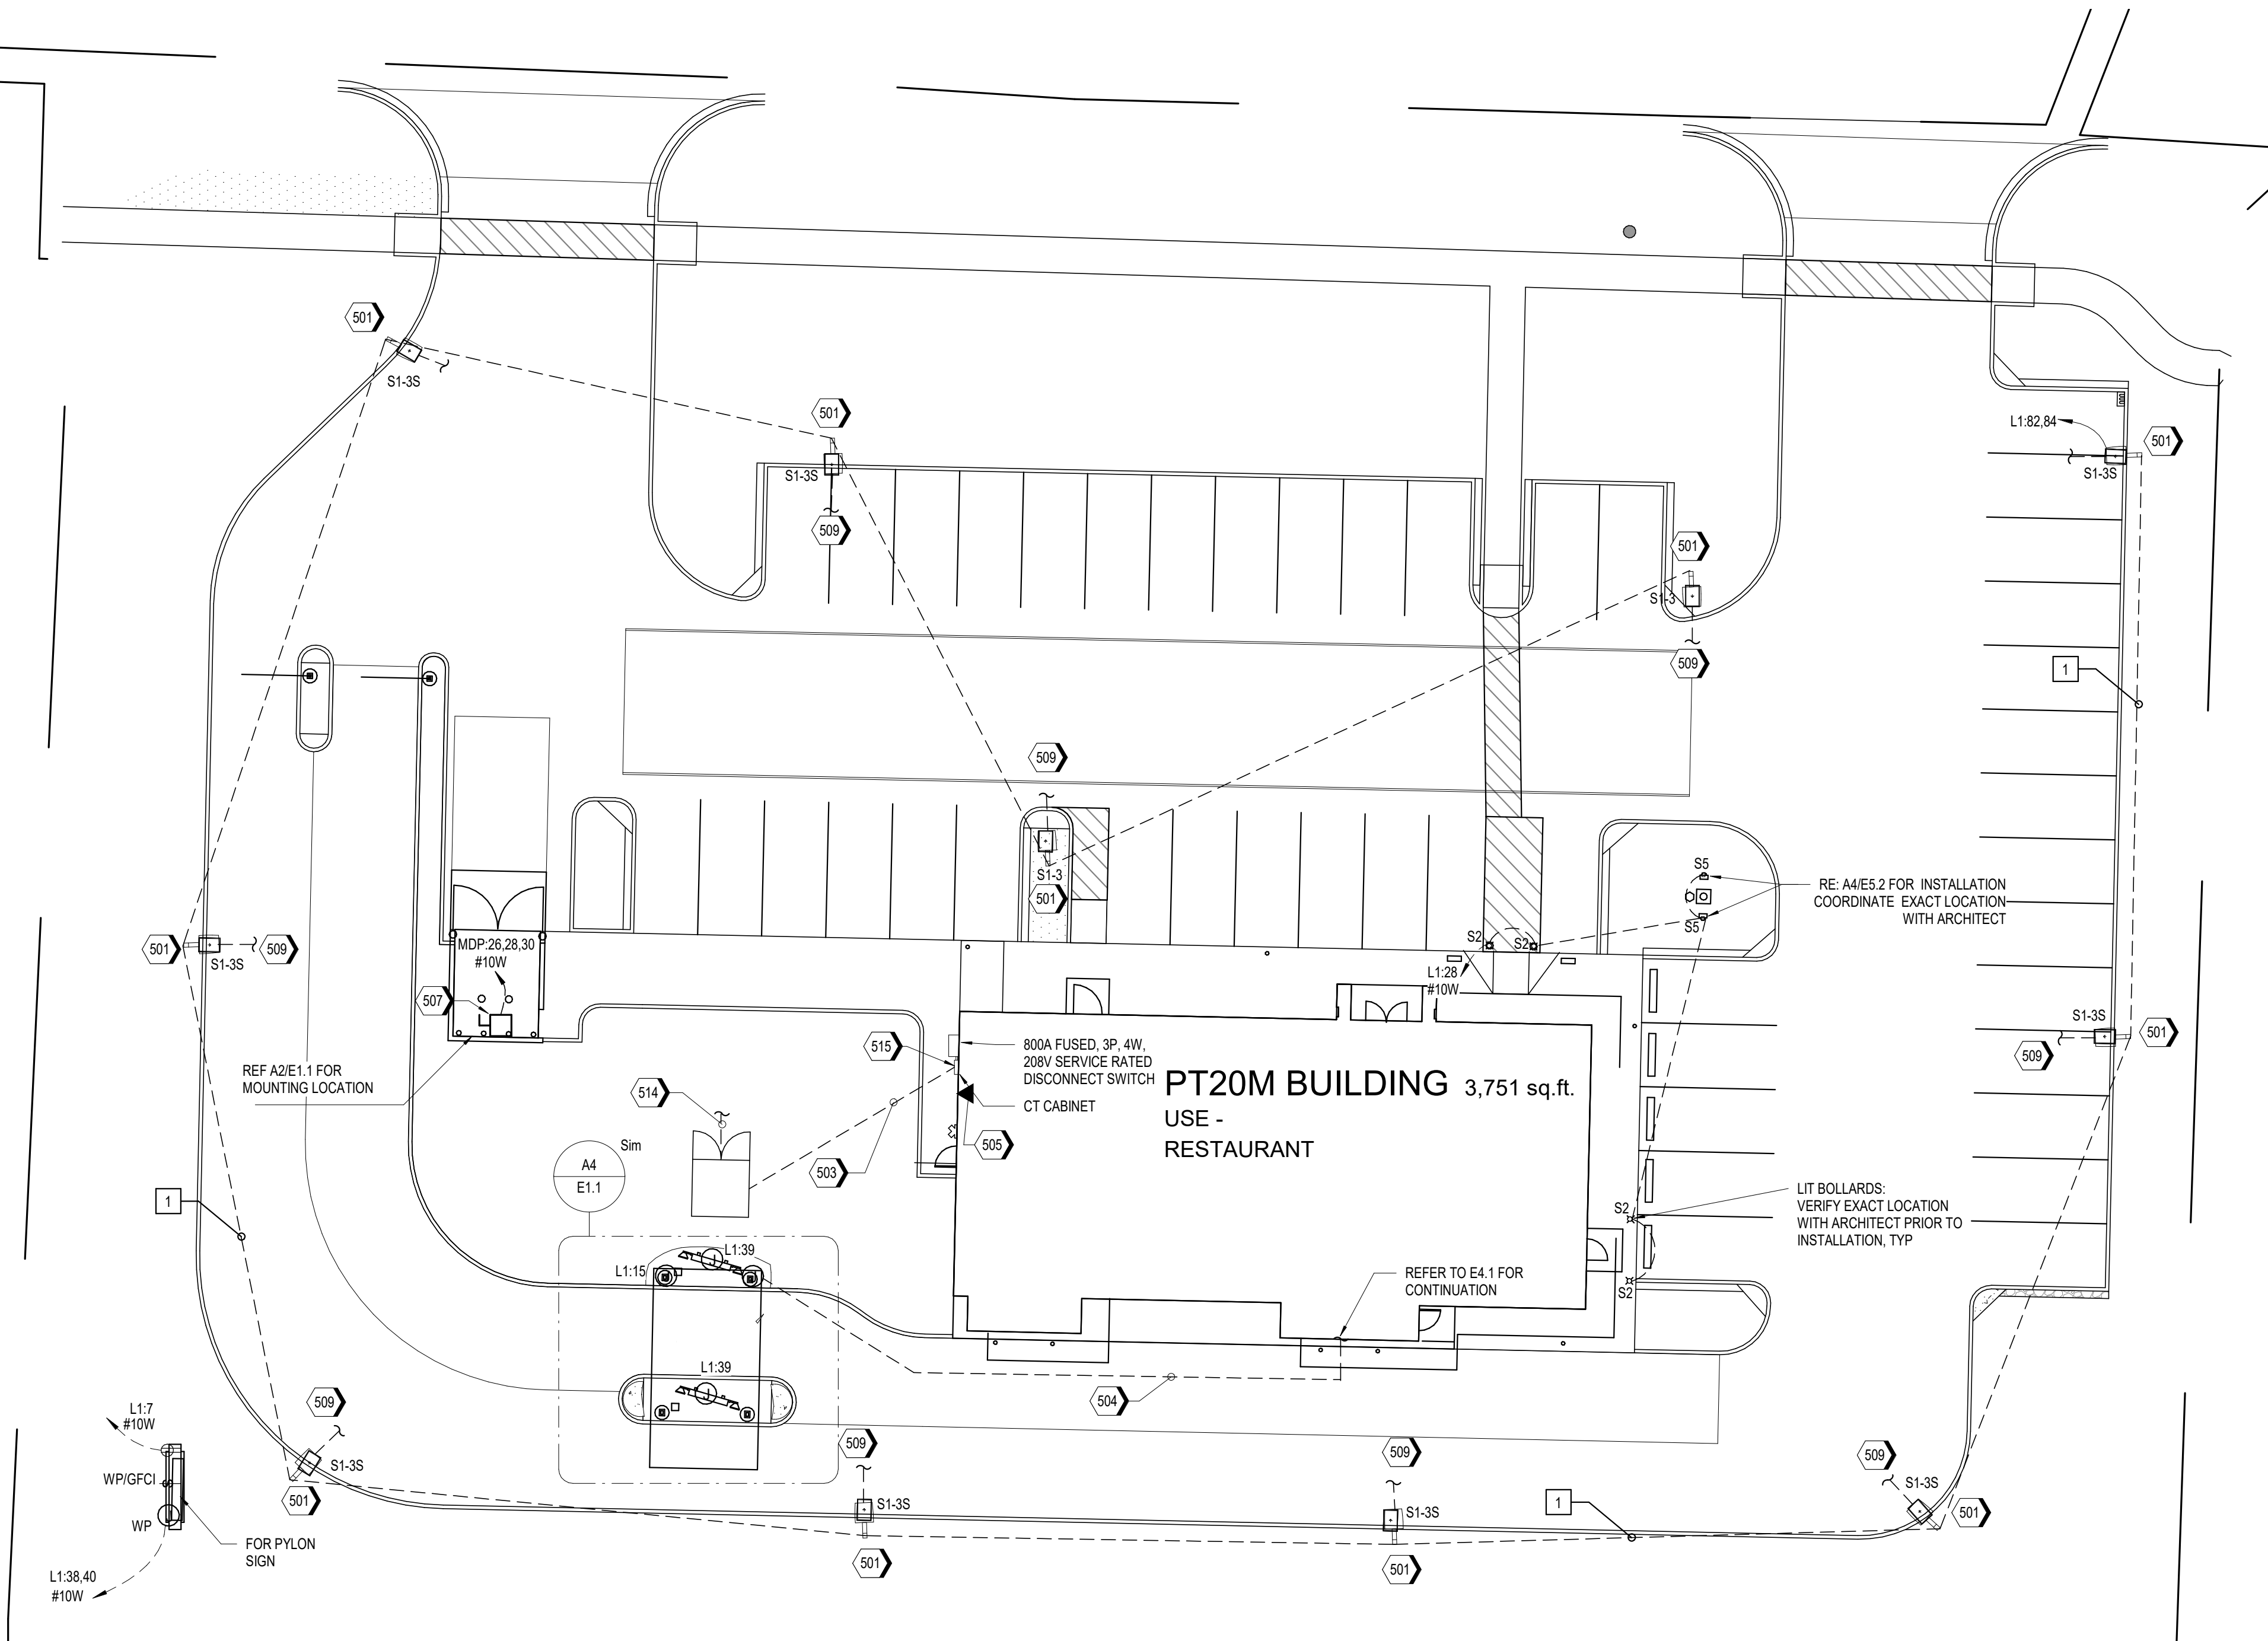 501
S1-3S
501
S1-3S
509
L1:82,84
501
S1-3S
501
S1-3
509
1
509
S1-3
501
S5
S5
RE: A4/E5.2 FOR INSTALLATION
COORDINATE EXACT LOCATION
WITH ARCHITECT
S2
S2
L1:28
#10W
501
S1-3S
509
MDP:26,28,30
#10W
507
REF A2/E1.1 FOR
MOUNTING LOCATION
515
800A FUSED, 3P, 4W,
208V SERVICE RATED
DISCONNECT SWITCH
CT CABINET
PT20M BUILDING 3,751 sq.ft.
USE -
RESTAURANT
S1-3S
501
509
514
505
503
Sim
A4
E1.1
1
S2
S2
LIT BOLLARDS:
VERIFY EXACT LOCATION
WITH ARCHITECT PRIOR TO
INSTALLATION, TYP
L1:39
L1:15
REFER TO E4.1 FOR
CONTINUATION
L1:39
504
L1:7
#10W
WP/GFCI
WP
FOR PYLON
SIGN
L1:38,40
#10W
509
S1-3S
501
509
S1-3S
501
509
S1-3S
501
1
509
S1-3S
501